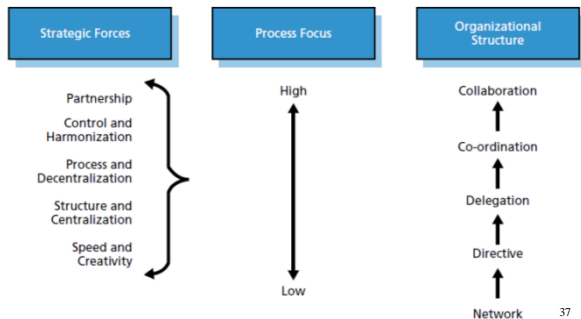 Strategic Forces
Process Focus
Organizational
Structure
Partnership
Control and
Harmonization
Process and
Decentralization
Structure and
Centralization
Speed and
Creativity
High
Low
Collaboration
Co-ordination
Delegation
Directive
Network
37